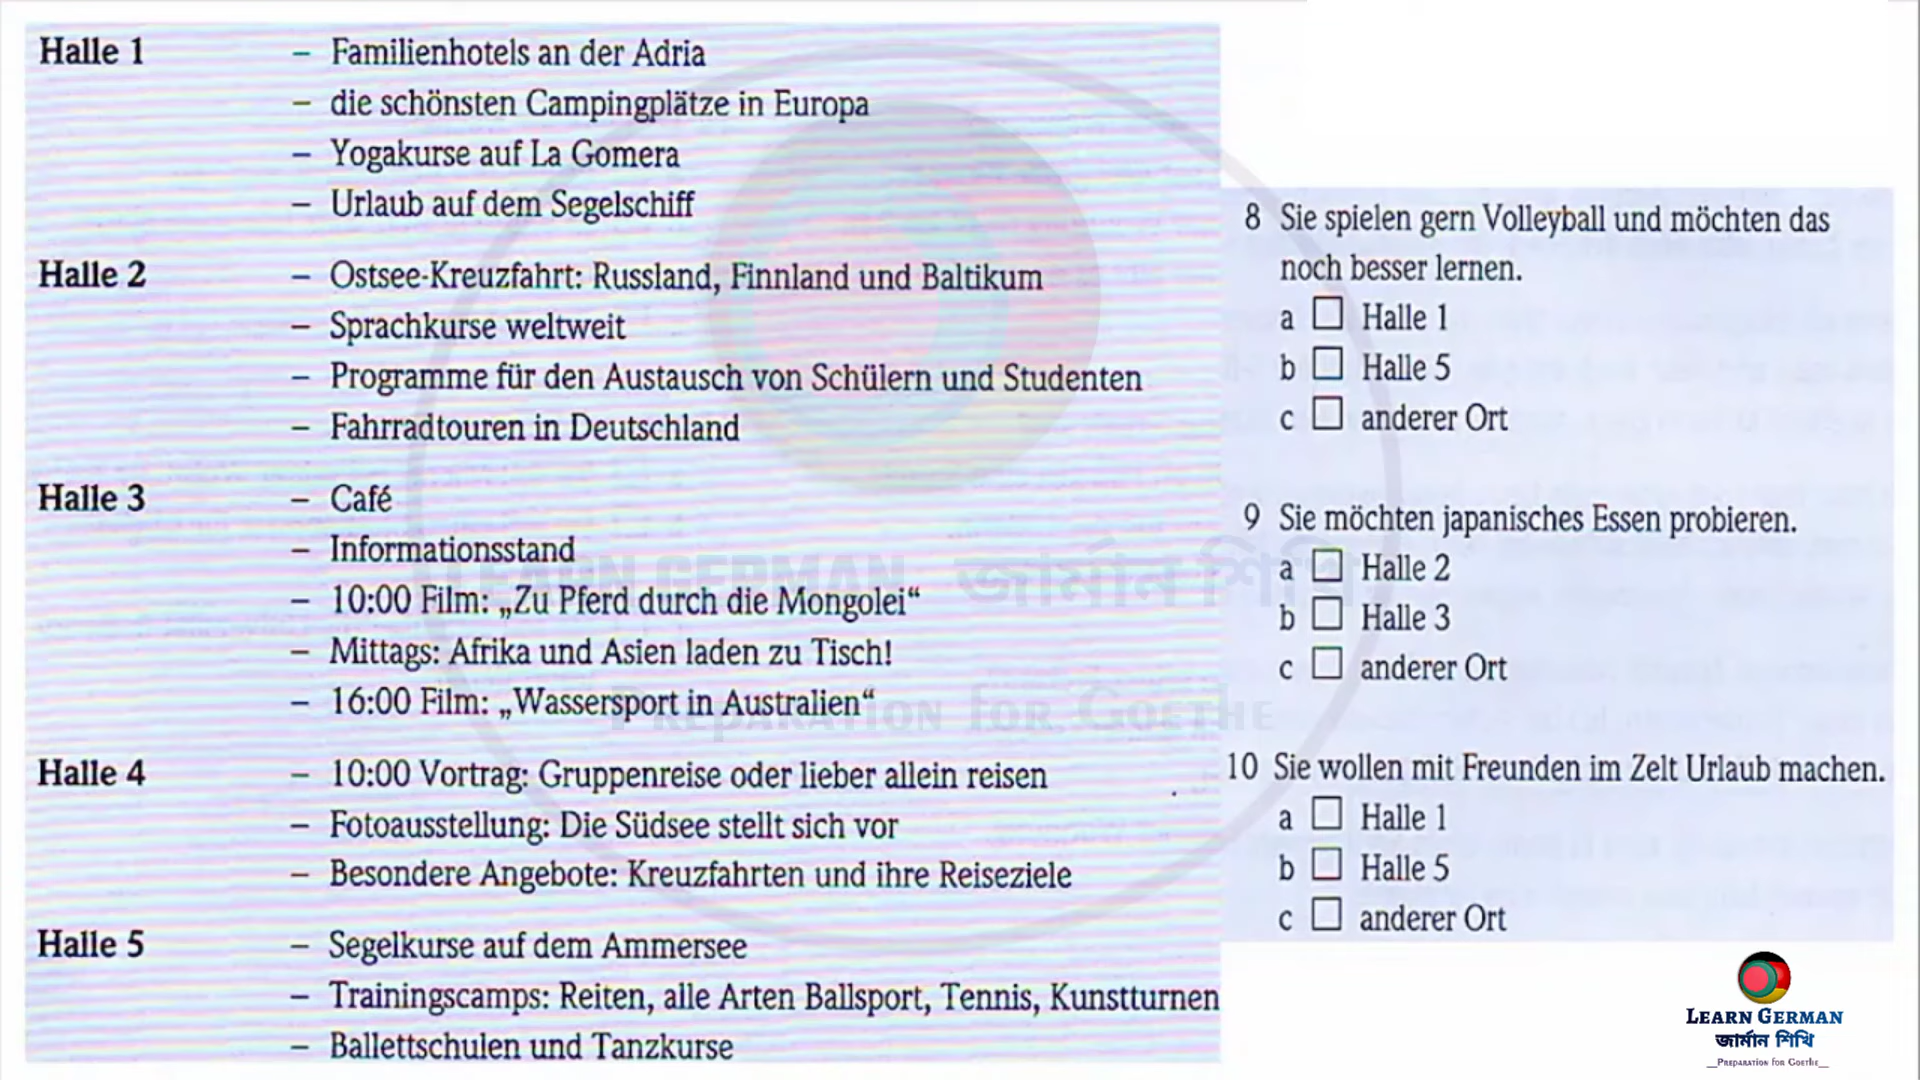 Halle 1 – Familienhotels an der Adria
– die schönsten Campingplätze in Europa
– Yogakurse auf La Gomera
– Urlaub auf dem Segelschiff
Halle 2 – Ostsee-Kreuzfahrt: Russland, Finnland und Baltikum
– Sprachkurse weltweit
– Programme für den Austausch von Schülern und Studenten
– Fahrradtouren in Deutschland
Halle 3 – Café
– Informationsstand
– 10:00 Film: „Zu Pferd durch die Mongolei“
– Mittags: Afrika und Asien laden zu Tisch!
– 16:00 Film: „Wassersport in Australien“
Halle 4 – 10:00 Vortrag: Gruppenreise oder lieber allein reisen
– Fotoausstellung: Die Südsee stellt sich vor
– Besondere Angebote: Kreuzfahrten und ihre Reiseziele
Halle 5 – Segelkurse auf dem Ammersee
– Trainingscamps: Reiten, alle Arten Ballsport, Tennis, Kunstturnen
– Ballettschulen und Tanzkurse
8 Sie spielen gern Volleyball und möchten das
noch besser lernen.
a ☐ Halle 1
b ☐ Halle 5
c ☐ anderer Ort
9 Sie möchten japanisches Essen probieren.
a ☐ Halle 2
b ☐ Halle 3
c ☐ anderer Ort
10 Sie wollen mit Freunden im Zelt Urlaub machen.
a ☐ Halle 1
b ☐ Halle 5
c ☐ anderer Ort
LEARN GERMAN জার্মান শিখি
PREPARATION FOR GOETHE
LEARN GERMAN
জার্মান শিখি
PREPARATION FOR GOETHE